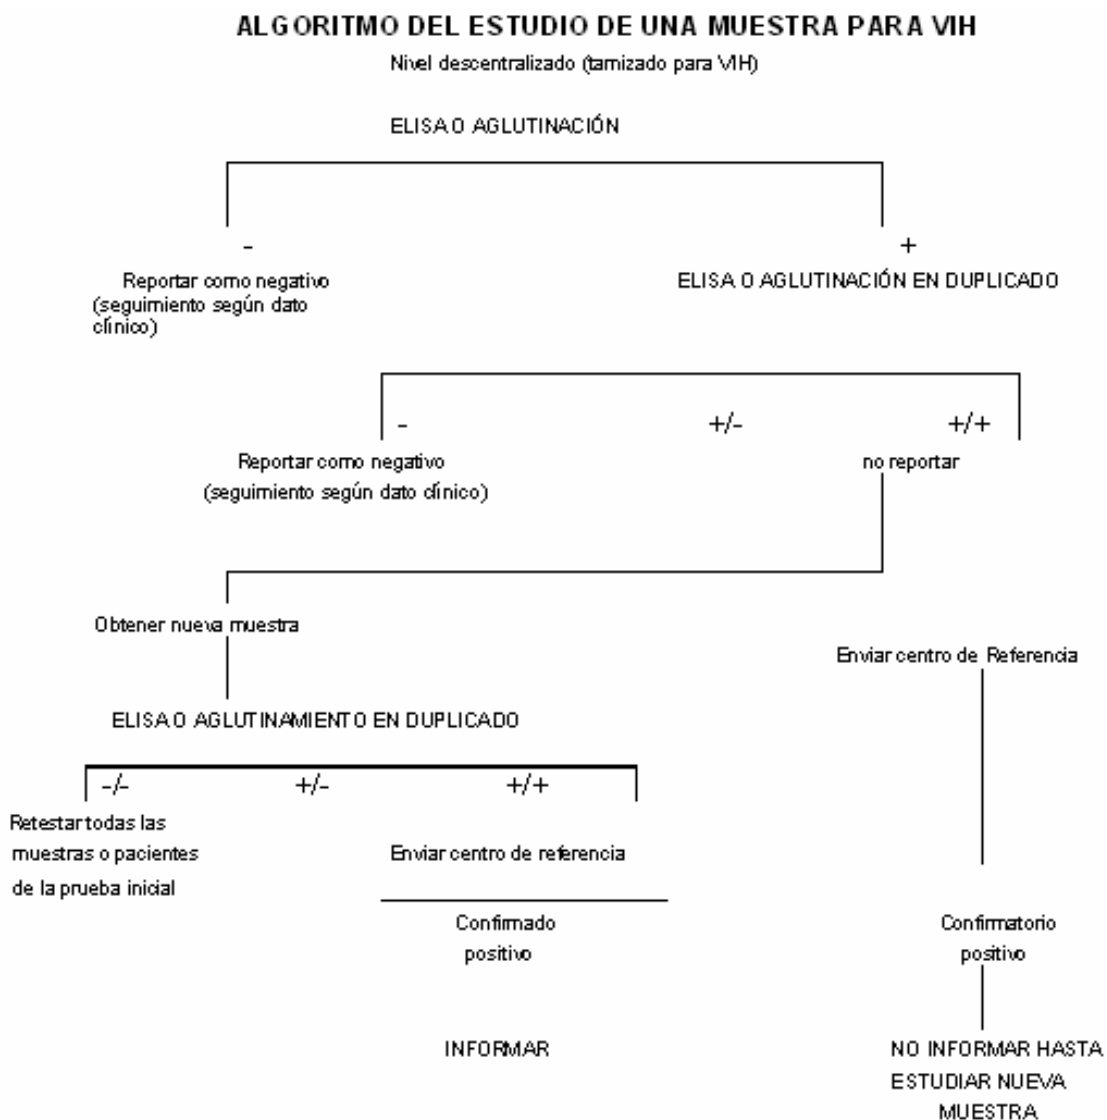 ALGORITMO DEL ESTUDIO DE UNA MUESTRA PARA VIH
Nivel descentralizado (tamizado para VIH)
ELISA O AGLUTINACIÓN
-
+
Reportar como negativo
(seguimiento según dato
clínico)
ELISA O AGLUTINACIÓN EN DUPLICADO
-
+/-
+/+
Reportar como negativo
(seguimiento según dato clínico)
no reportar
Obtener nueva muestra
Enviar centro de Referencia
ELISA O AGLUTINAMIENTO EN DUPLICADO
-/-
+/-
+/+
Retestar todas las
muestras o pacientes
de la prueba inicial
Enviar centro de referencia
Confirmado
positivo
Confirmatorio
positivo
INFORMAR
NO INFORMAR HASTA
ESTUDIAR NUEVA
MUESTRA